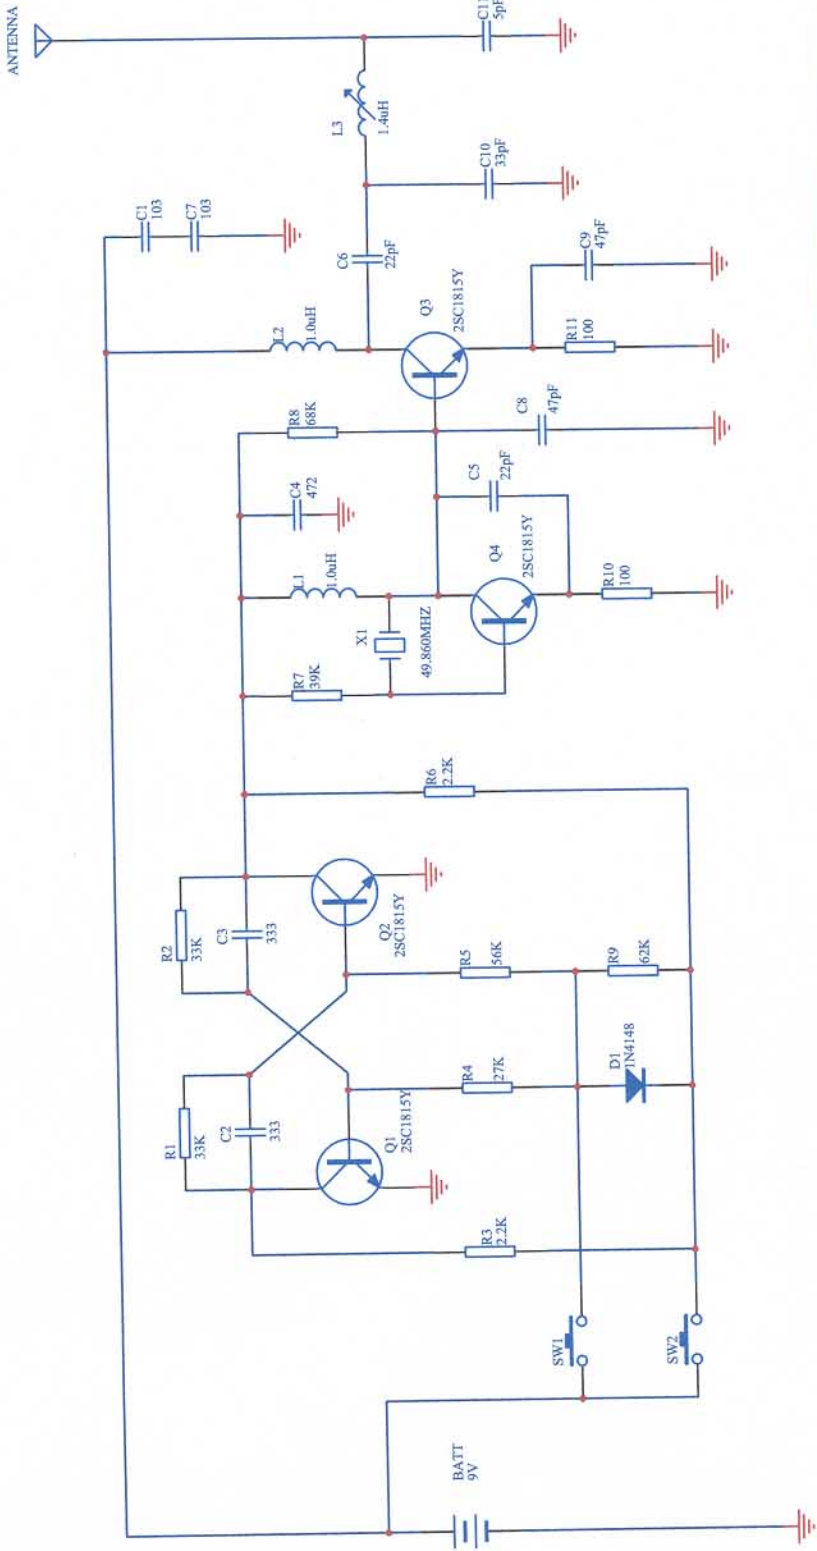 ANTENNA
C11
5pF
L3
1.4uH
C10
33pF
C1
103
C7
103
C6
22pF
C9
47pF
L2
1.0uH
Q3
2SC1815Y
R11
100
R8
68K
C8
47pF
C4
472
C5
22pF
L1
1.0uH
Q4
2SC1815Y
R10
100
X1
49.860MHZ
R7
39K
R6
2.2K
R2
33K
C3
333
Q2
2SC1815Y
R5
56K
R9
62K
R1
33K
C2
333
Q1
2SC1815Y
R4
27K
D1
1N4148
R3
2.2K
SW1
SW2
BATT
9V